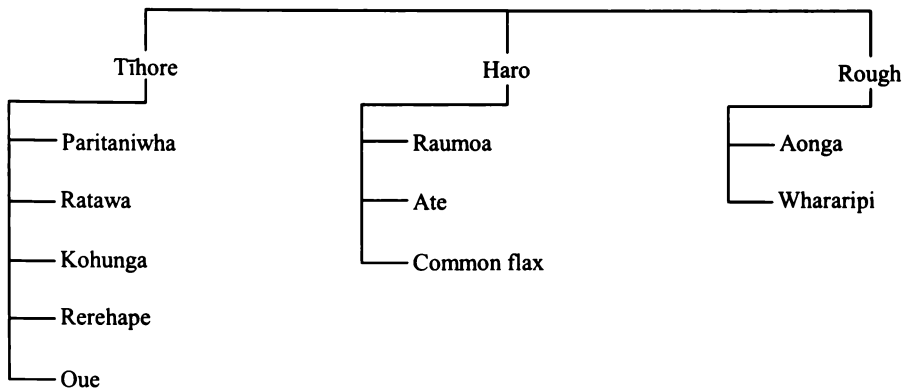 Tīhore
Paritaniwha
Ratawa
Kohunga
Rerehape
Oue
Haro
Raumoa
Ate
Common flax
Rough
Aonga
Whararipi